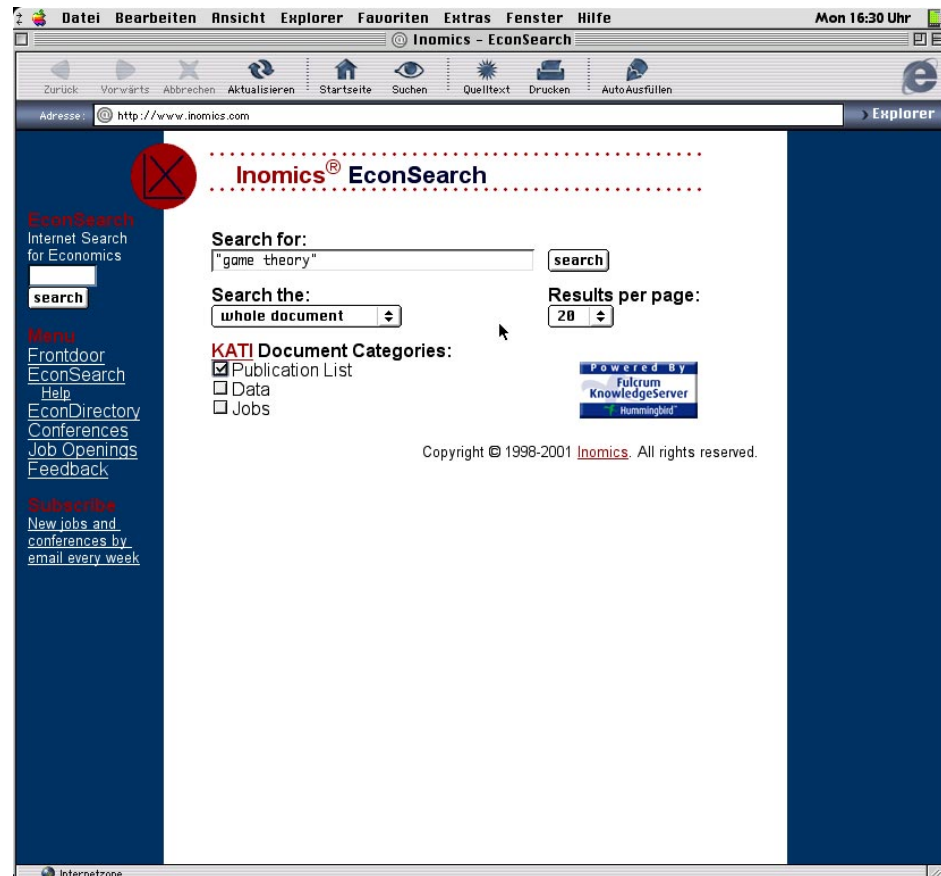 Datei Bearbeiten Ansicht Explorer Favoriten Extras Fenster Hilfe Mon 16:30 Uhr
Inomics - EconSearch
Zurück Vorwärts Abbrechen Aktualisieren Startseite Suchen Quelltext Drucken AutoAusfüllen
Adresse: http://www.inomics.com Explorer
Inomics® EconSearch
EconSearch
Internet Search
for Economics
search
Menu
Frontdoor
EconSearch
Help
EconDirectory
Conferences
Job Openings
Feedback
Subscribe
New jobs and
conferences by
email every week
Search for:
"game theory" search
Search the: Results per page:
whole document 20
KATI Document Categories:
Publication List
Data
Jobs
Powered By
Fulcrum
KnowledgeServer
Hummingbird™
Copyright © 1998-2001 Inomics. All rights reserved.
Internetzone